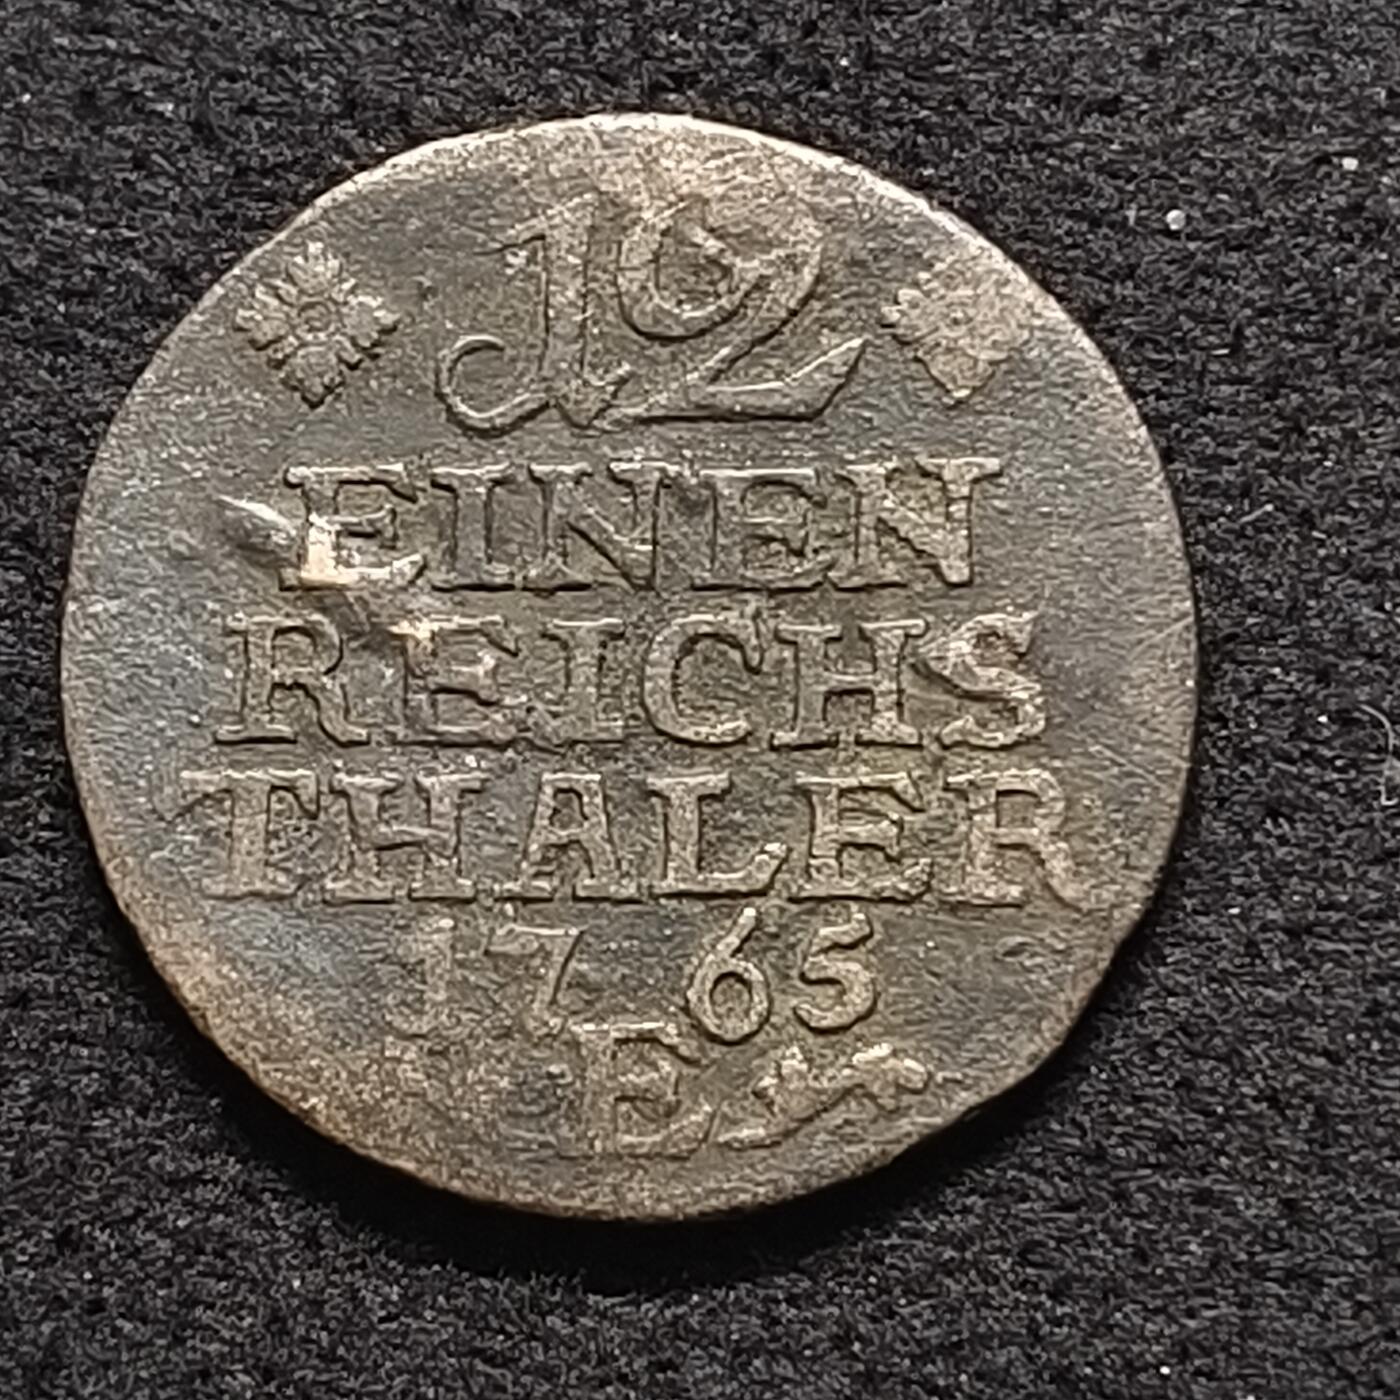 12
EINEN
REICHS
THALER
1765
E